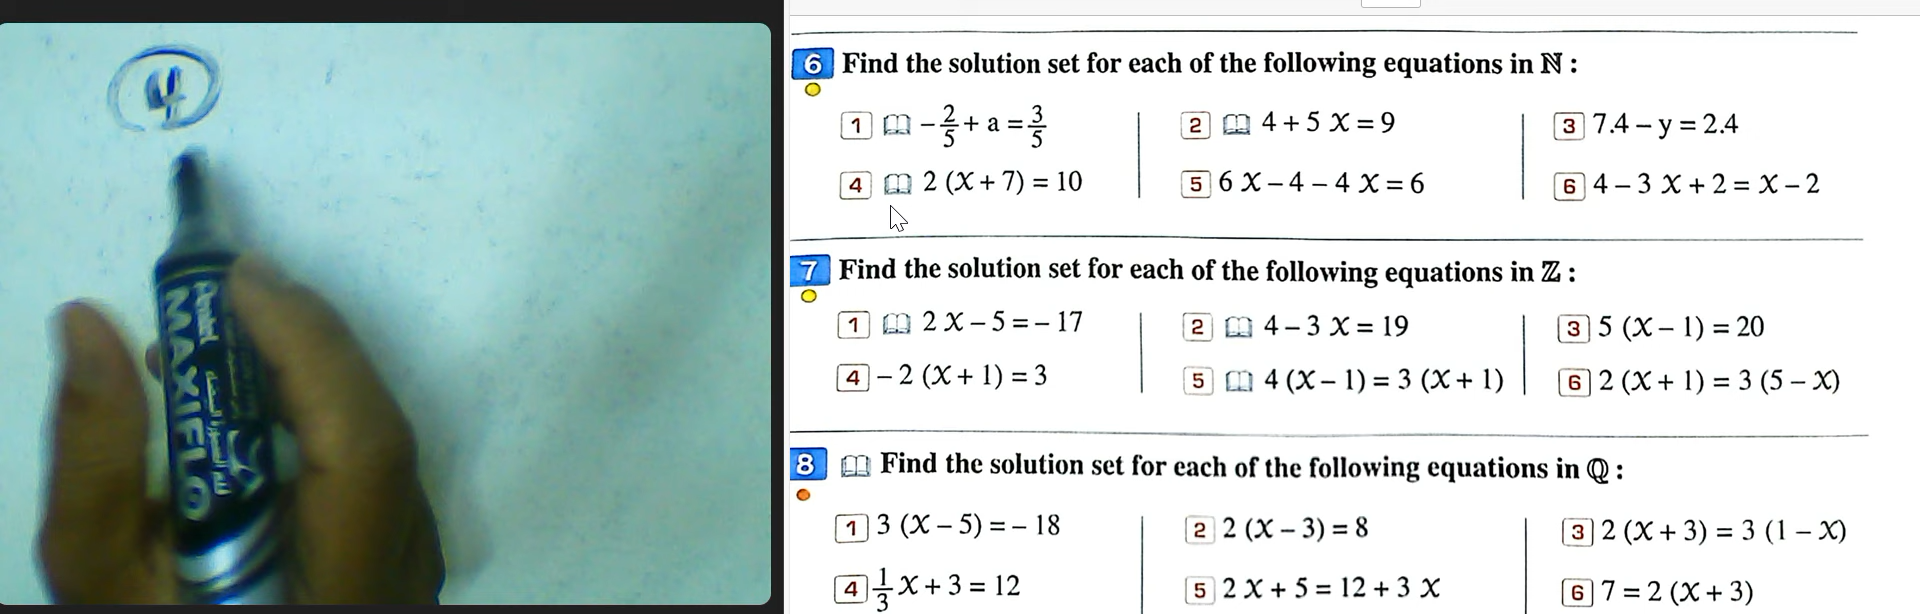 4
MAXIFLO
6 Find the solution set for each of the following equations in ℕ :
1 -2/5 + a = 3/5
2 4 + 5 X = 9
3 7.4 – y = 2.4
4 2 (X + 7) = 10
5 6 X – 4 – 4 X = 6
6 4 – 3 X + 2 = X – 2
7 Find the solution set for each of the following equations in ℤ :
1 2 X – 5 = – 17
2 4 – 3 X = 19
3 5 (X – 1) = 20
4 – 2 (X + 1) = 3
5 4 (X – 1) = 3 (X + 1)
6 2 (X + 1) = 3 (5 – X)
8 Find the solution set for each of the following equations in ℚ :
1 3 (X – 5) = – 18
2 2 (X – 3) = 8
3 2 (X + 3) = 3 (1 – X)
4 1/3 X + 3 = 12
5 2 X + 5 = 12 + 3 X
6 7 = 2 (X + 3)